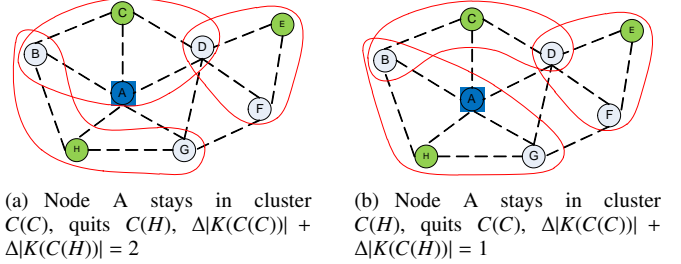 C
E
B
D
A
F
H
G
C
E
B
D
A
F
H
G
(a) Node A stays in cluster
C(C), quits C(H), Δ|K(C(C))| +
Δ|K(C(H))| = 2
(b) Node A stays in cluster
C(H), quits C(C), Δ|K(C(C))| +
Δ|K(C(H))| = 1